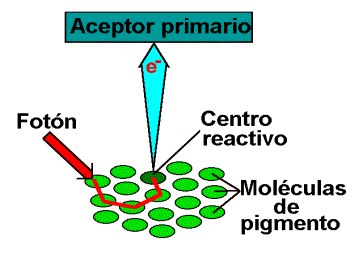 Aceptor primario
e-
Fotón
Centro
reactivo
Moléculas
de
pigmento